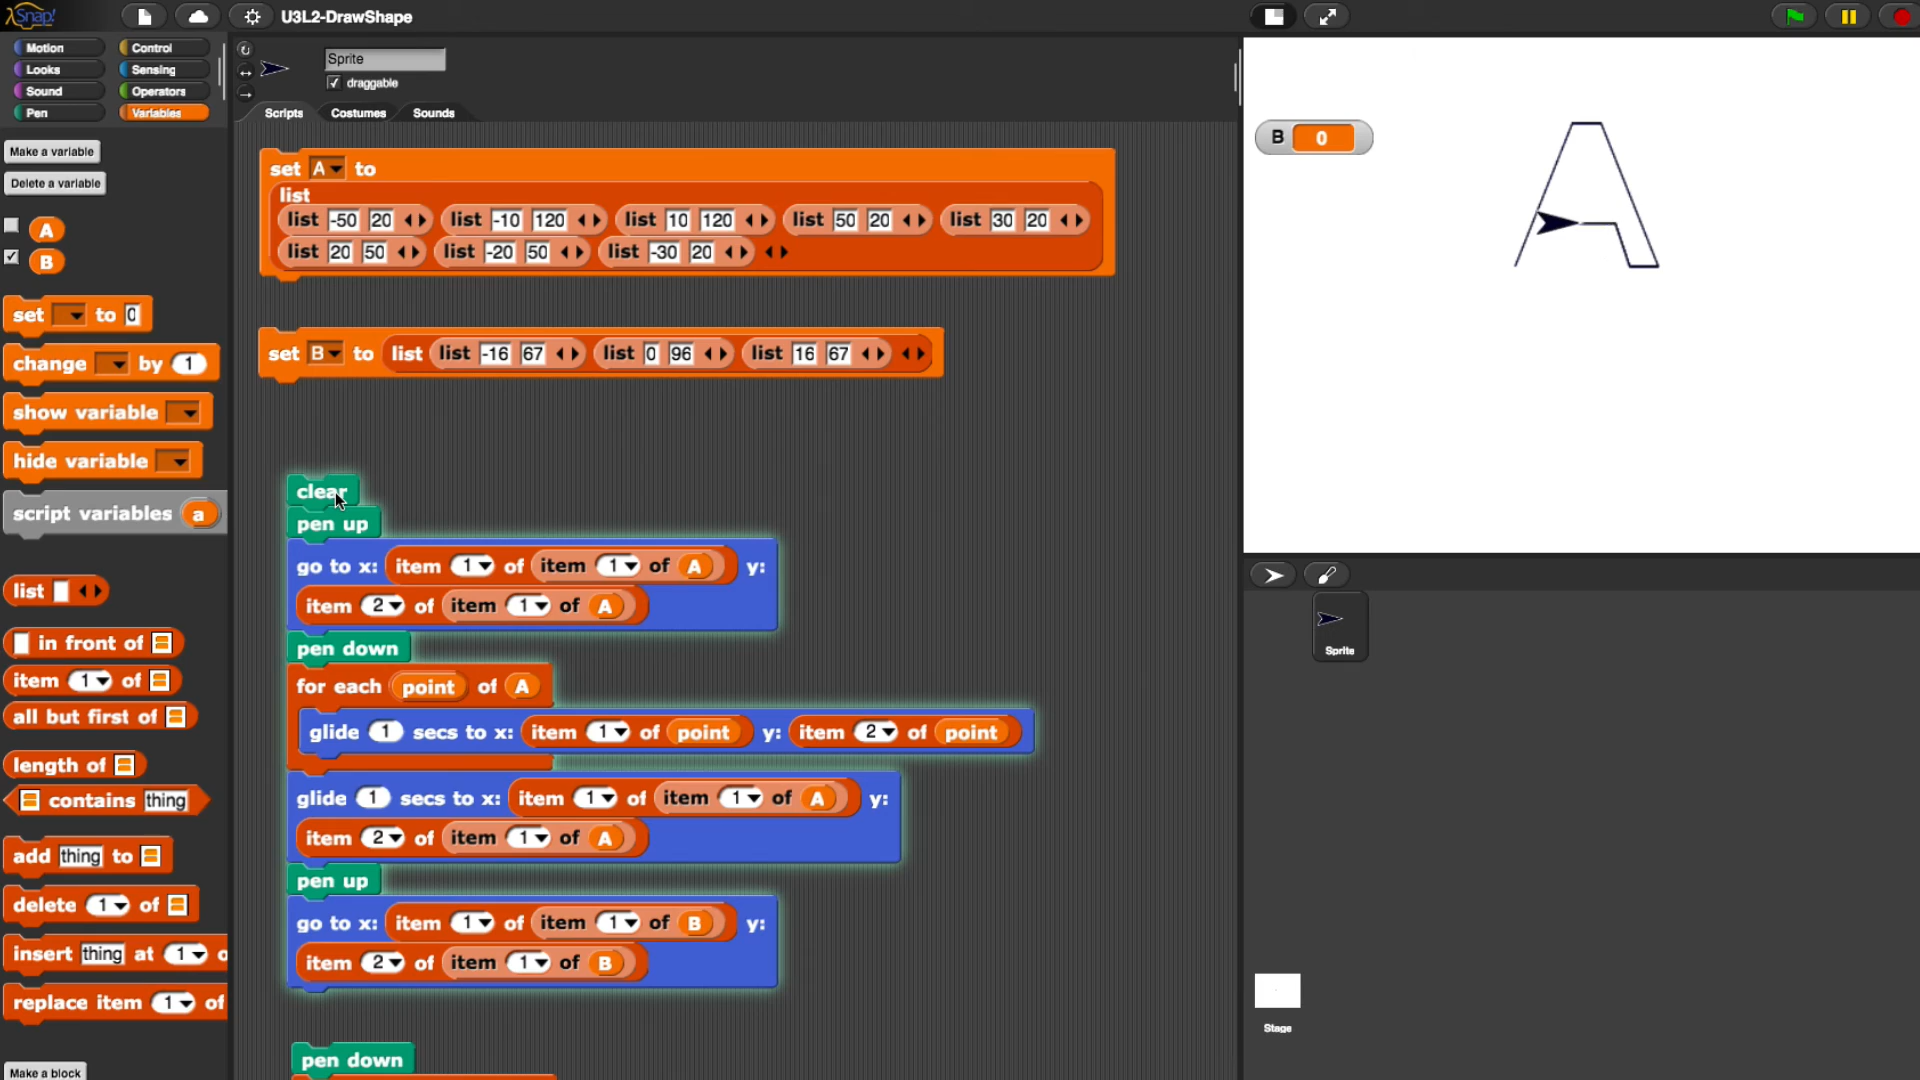 Snap!
U3L2-DrawShape
Motion Control
Looks Sensing
Sound Operators
Pen Variables
Make a variable
Delete a variable
A
B
set to 0
change by 1
show variable
hide variable
script variables a
list
in front of
item 1 of
all but first of
length of
contains thing
add thing to
delete 1 of
insert thing at 1 o
replace item 1 of
Make a block
Sprite
draggable
Scripts Costumes Sounds
set A to
list
list -50 20 list -10 120 list 10 120 list 50 20 list 30 20
list 20 50 list -20 50 list -30 20
set B to list list -16 67 list 0 96 list 16 67
clear
pen up
go to x: item 1 of item 1 of A y:
item 2 of item 1 of A
pen down
for each point of A
glide 1 secs to x: item 1 of point y: item 2 of point
glide 1 secs to x: item 1 of item 1 of A y:
item 2 of item 1 of A
pen up
go to x: item 1 of item 1 of B y:
item 2 of item 1 of B
pen down
B 0
Sprite
Stage